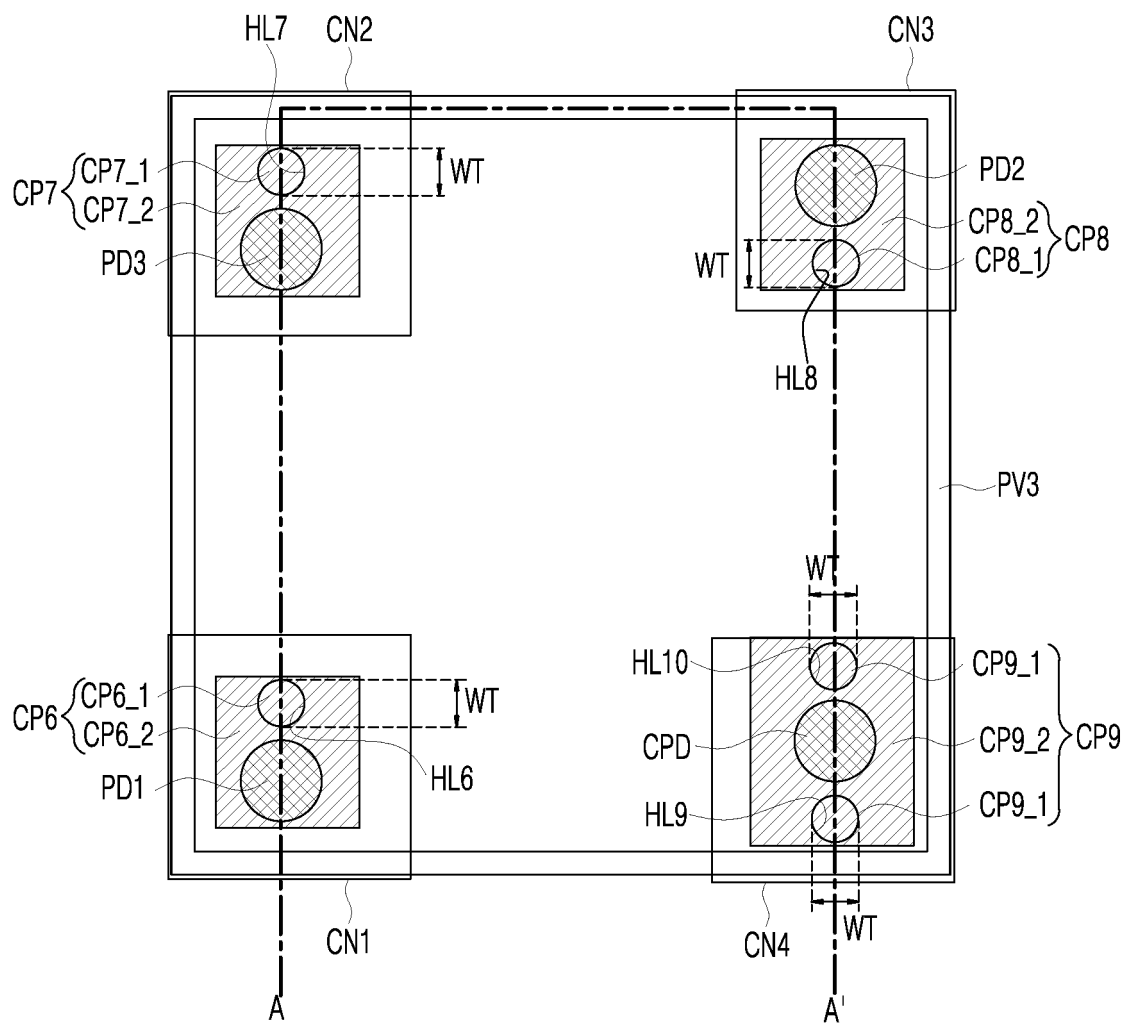 HL7
CN2
CN3
CP7
CP7_1
CP7_2
PD3
WT
PD2
CP8_2
CP8_1
CP8
WT
HL8
PV3
WT
HL10
CP9_1
CP6
CP6_1
CP6_2
PD1
WT
HL6
CPD
CP9_2
CP9
HL9
CP9_1
WT
CN1
CN4
A
A'